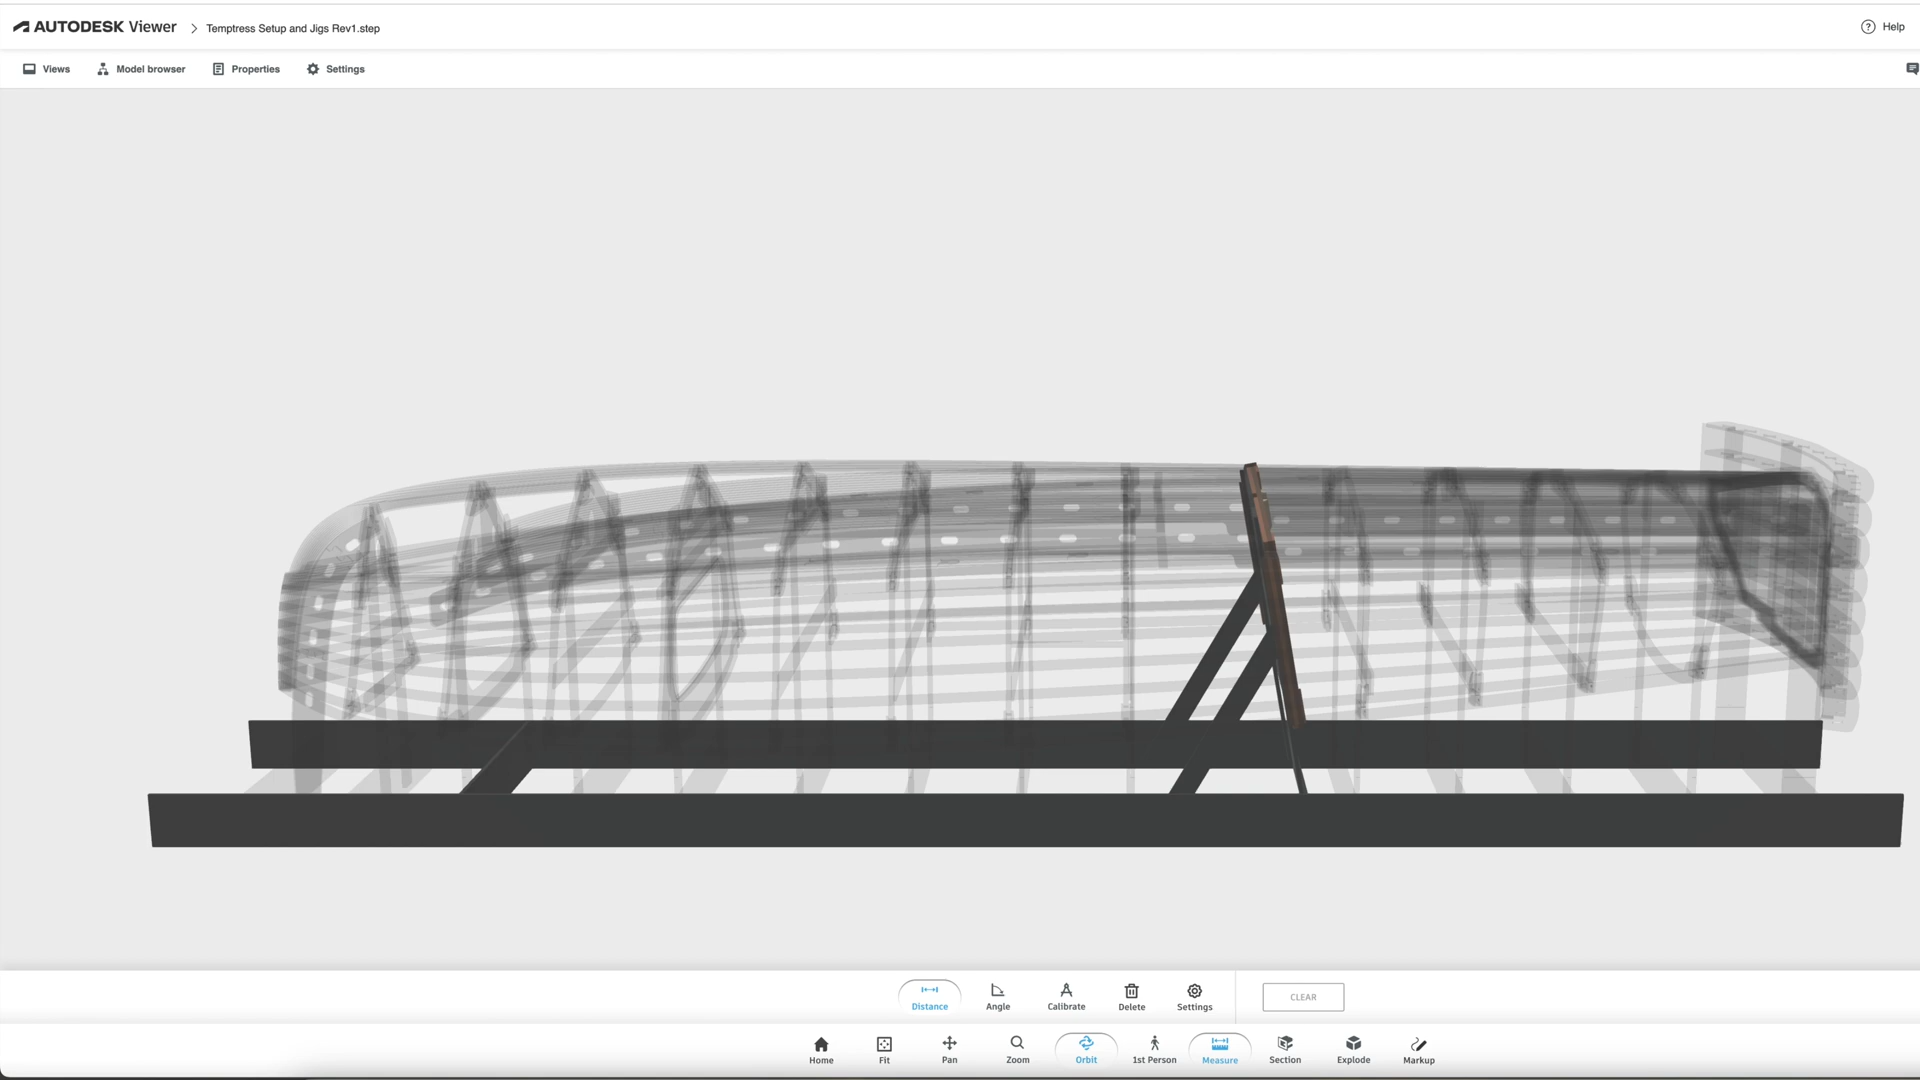 AUTODESK Viewer > Temptress Setup and Jigs Rev1.step
Help
Views Model browser Properties Settings
Distance Angle Calibrate Delete Settings CLEAR
Home Fit Pan Zoom Orbit 1st Person Measure Section Explode Markup